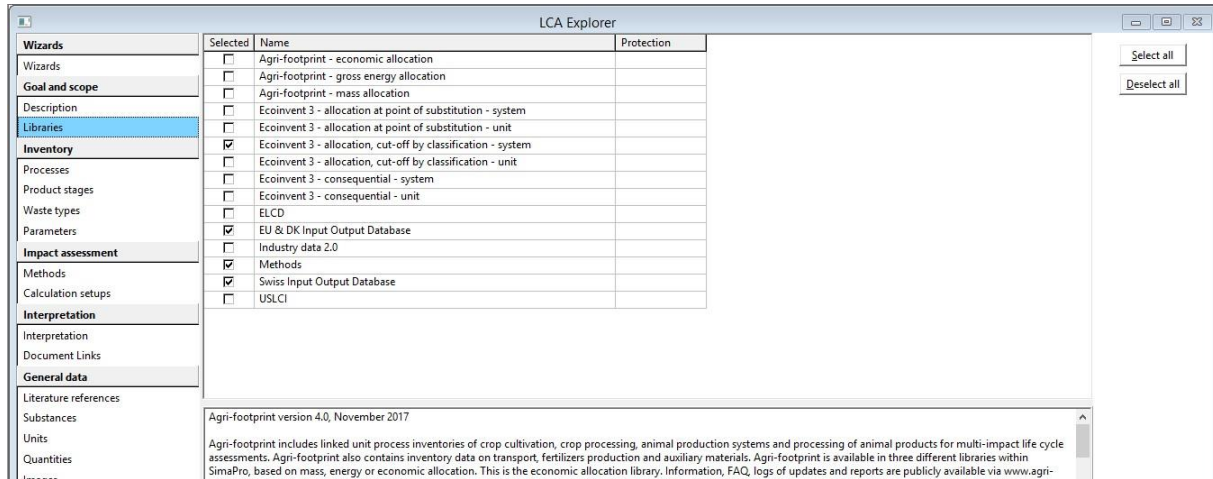 LCA Explorer
Wizards
Wizards
Goal and scope
Description
Libraries
Inventory
Processes
Product stages
Waste types
Parameters
Impact assessment
Methods
Calculation setups
Interpretation
Interpretation
Document Links
General data
Literature references
Substances
Units
Quantities
Images
Selected Name Protection
Agri-footprint - economic allocation
Agri-footprint - gross energy allocation
Agri-footprint - mass allocation
Ecoinvent 3 - allocation at point of substitution - system
Ecoinvent 3 - allocation at point of substitution - unit
Ecoinvent 3 - allocation, cut-off by classification - system
Ecoinvent 3 - allocation, cut-off by classification - unit
Ecoinvent 3 - consequential - system
Ecoinvent 3 - consequential - unit
ELCD
EU & DK Input Output Database
Industry data 2.0
Methods
Swiss Input Output Database
USLCI
Select all
Deselect all
Agri-footprint version 4.0, November 2017
Agri-footprint includes linked unit process inventories of crop cultivation, crop processing, animal production systems and processing of animal products for multi-impact life cycle
assessments. Agri-footprint also contains inventory data on transport, fertilizers production and auxiliary materials. Agri-footprint is available in three different libraries within
SimaPro, based on mass, energy or economic allocation. This is the economic allocation library. Information, FAQ, logs of updates and reports are publicly available via www.agri-